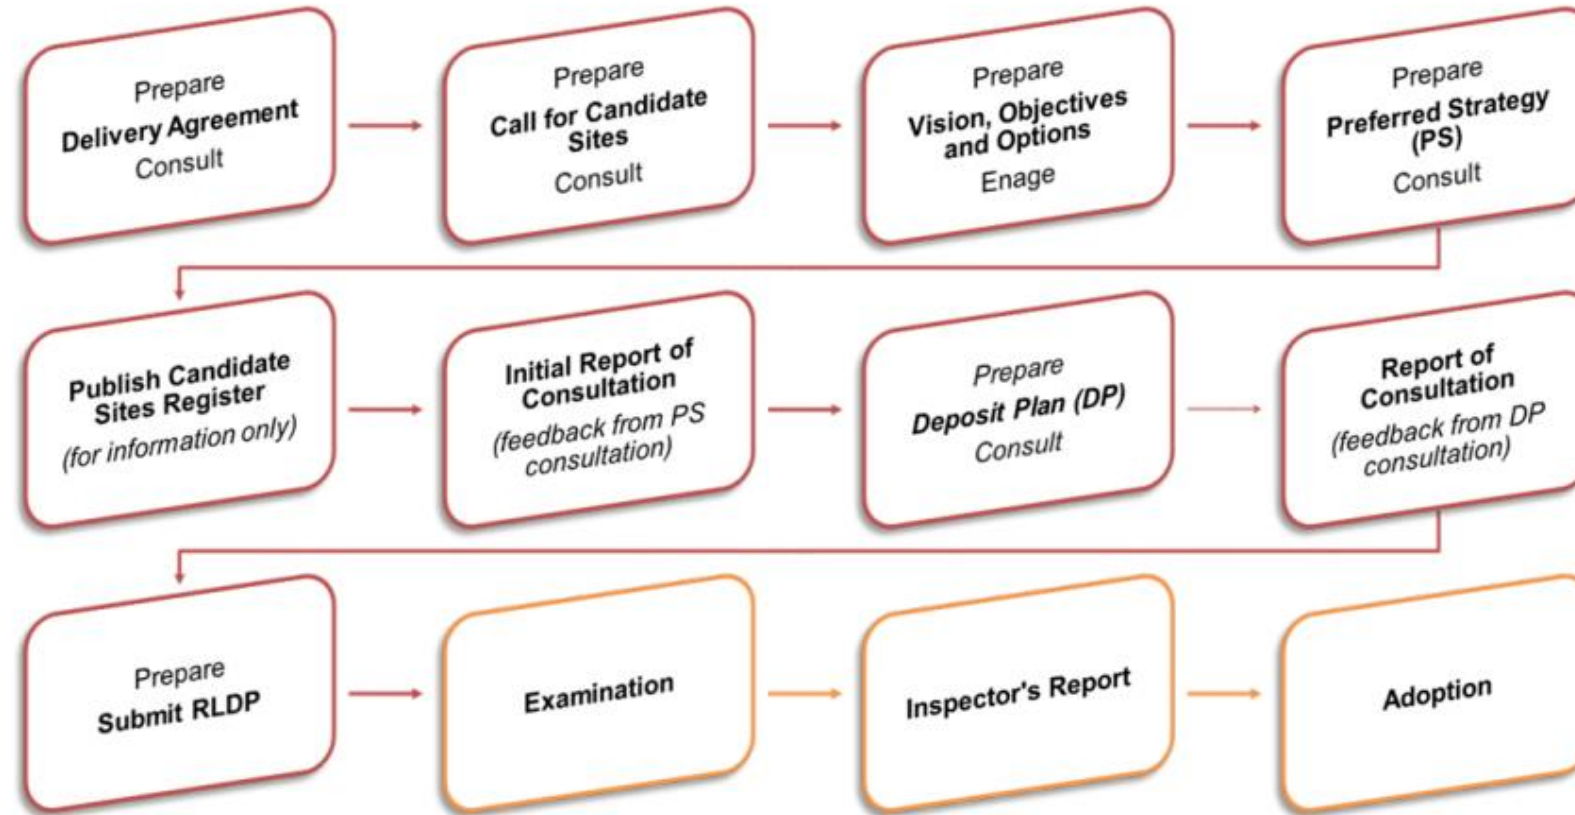 Prepare
Delivery Agreement
Consult
Prepare
Call for Candidate
Sites
Consult
Prepare
Vision, Objectives
and Options
Enage
Prepare
Preferred Strategy
(PS)
Consult
Publish Candidate
Sites Register
(for information only)
Initial Report of
Consultation
(feedback from PS
consultation)
Prepare
Deposit Plan (DP)
Consult
Report of
Consultation
(feedback from DP
consultation)
Prepare
Submit RLDP
Examination
Inspector's Report
Adoption